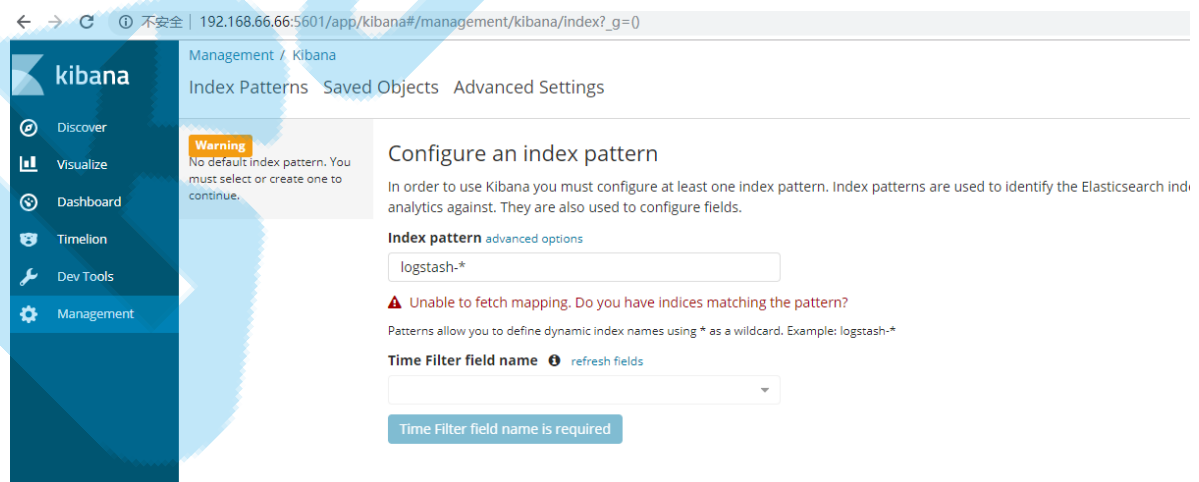 不安全 | 192.168.66.66:5601/app/kibana#/management/kibana/index?_g=()
kibana
Discover
Visualize
Dashboard
Timelion
Dev Tools
Management
Management / Kibana
Index Patterns Saved Objects Advanced Settings
Warning
No default index pattern. You
must select or create one to
continue.
Configure an index pattern
In order to use Kibana you must configure at least one index pattern. Index patterns are used to identify the Elasticsearch inde
analytics against. They are also used to configure fields.
Index pattern advanced options
logstash-*
Unable to fetch mapping. Do you have indices matching the pattern?
Patterns allow you to define dynamic index names using * as a wildcard. Example: logstash-*
Time Filter field name refresh fields
Time Filter field name is required